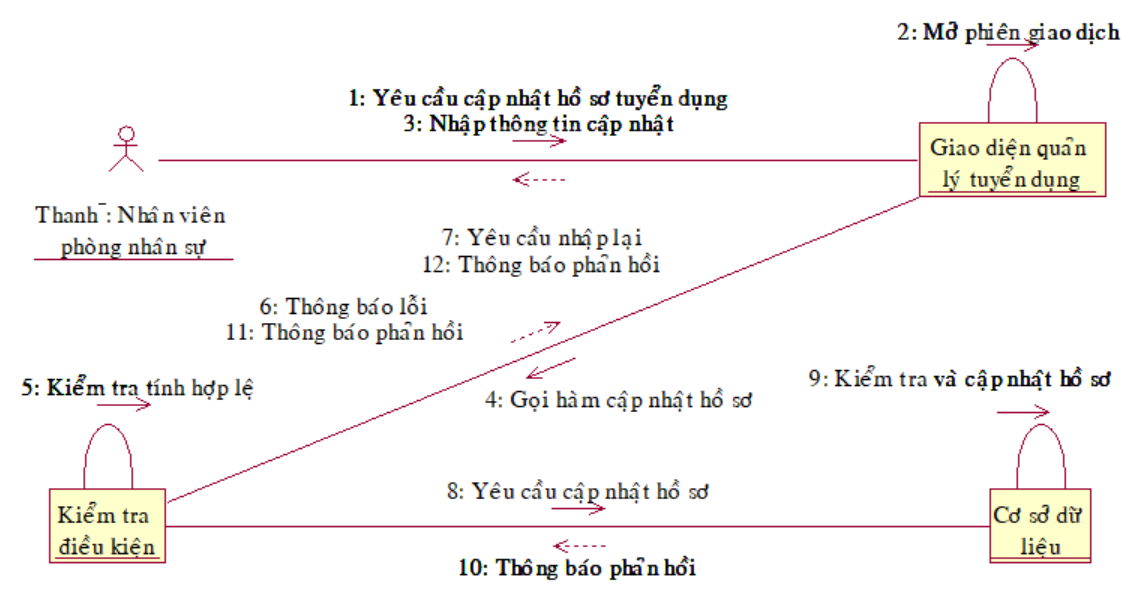 2: Mở phiên giao dịch
1: Yêu cầu cập nhật hồ sơ tuyển dụng
3: Nhập thông tin cập nhật
Giao diện quản
lý tuyển dụng
Thanh : Nhân viên
phòng nhân sự
7: Yêu cầu nhập lại
12: Thông báo phản hồi
6: Thông báo lỗi
11: Thông báo phản hồi
5: Kiểm tra tính hợp lệ
9: Kiểm tra và cập nhật hồ sơ
4: Gọi hàm cập nhật hồ sơ
8: Yêu cầu cập nhật hồ sơ
Kiểm tra
điều kiện
Cơ sở dữ
liệu
10: Thông báo phản hồi